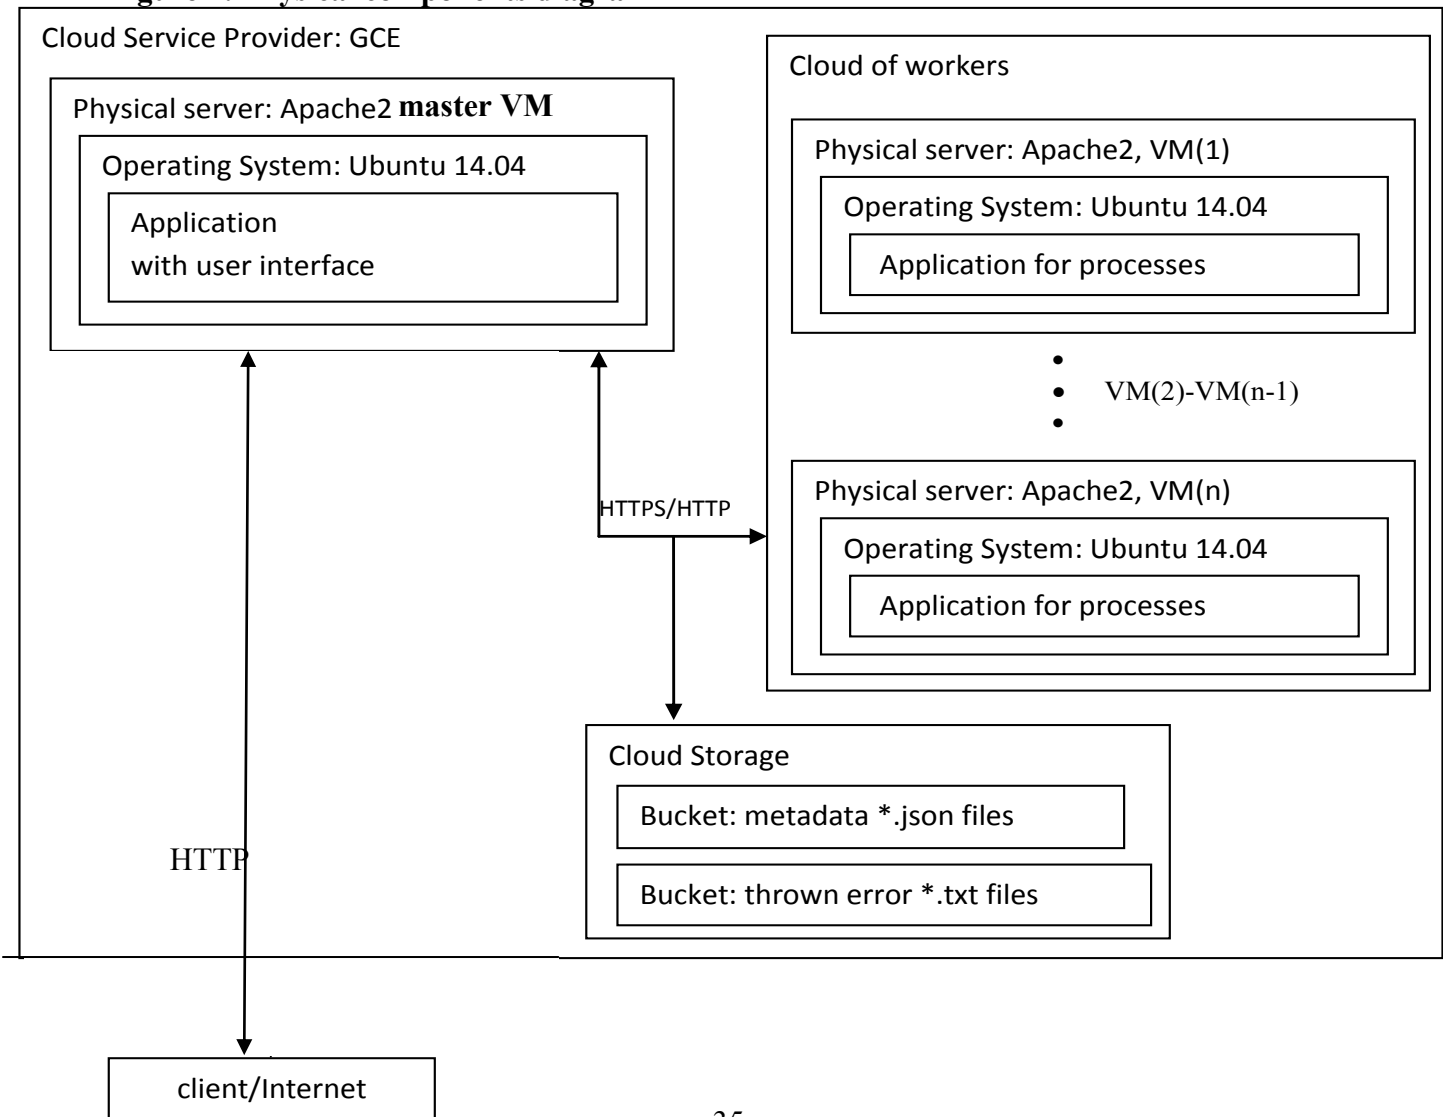 Cloud Service Provider: GCE
Physical server: Apache2 master VM
Operating System: Ubuntu 14.04
Application
with user interface
Cloud of workers
Physical server: Apache2, VM(1)
Operating System: Ubuntu 14.04
Application for processes
VM(2)-VM(n-1)
Physical server: Apache2, VM(n)
Operating System: Ubuntu 14.04
Application for processes
HTTPS/HTTP
Cloud Storage
Bucket: metadata *.json files
Bucket: thrown error *.txt files
HTTP
client/Internet